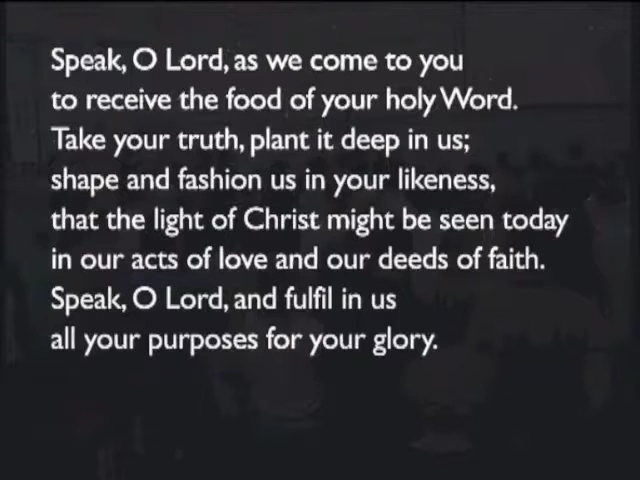 Speak, O Lord, as we come to you
to receive the food of your holy Word.
Take your truth, plant it deep in us;
shape and fashion us in your likeness,
that the light of Christ might be seen today
in our acts of love and our deeds of faith.
Speak, O Lord, and fulfil in us
all your purposes for your glory.